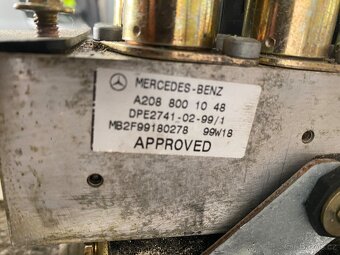 MERCEDES-BENZ
A208 800 10 48
DPE2741-02-99/1
MB2F99180278 99W18
APPROVED